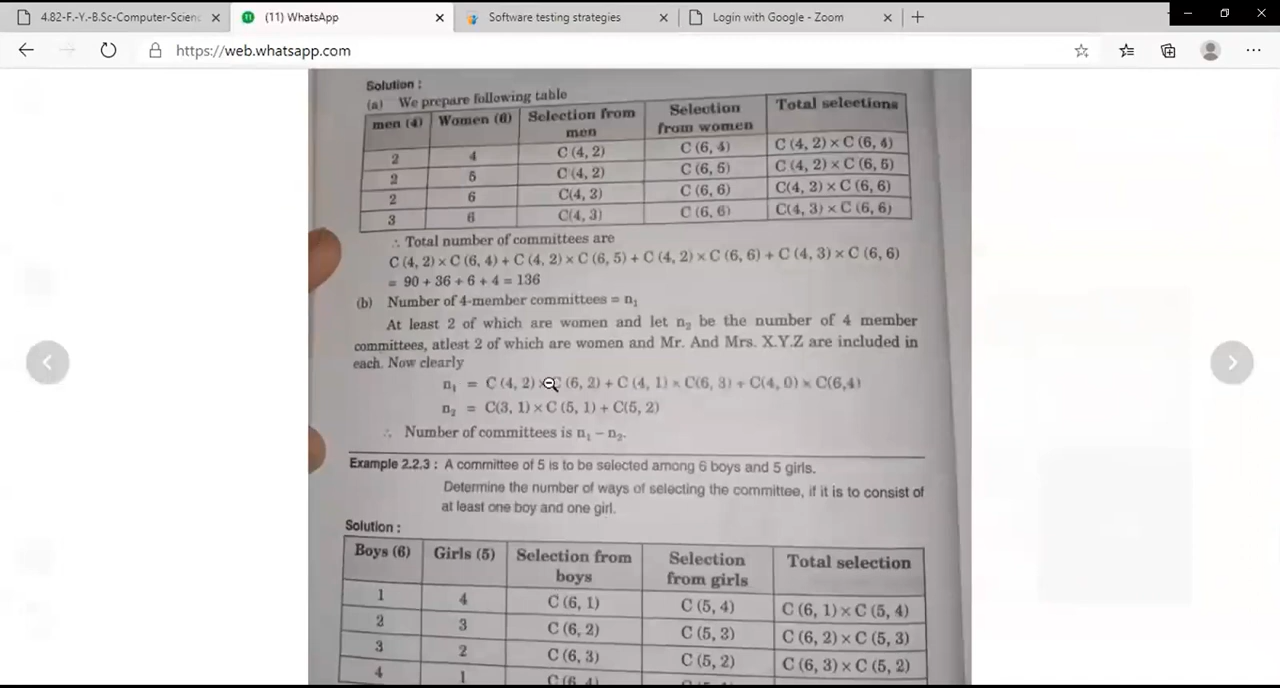 4.82-F.-Y.-B.Sc-Computer-Scienc
(11) WhatsApp
Software testing strategies
Login with Google - Zoom
https://web.whatsapp.com
Solution :
(a) We prepare following table
men (4) Women (6) Selection from men Selection from women Total selections
2 4 C (4, 2) C (6, 4) C (4, 2) × C (6, 4)
2 5 C (4, 2) C (6, 5) C (4, 2) × C (6, 5)
2 6 C(4, 2) C (6, 6) C(4, 2) × C (6, 6)
3 6 C(4, 3) C (6, 6) C(4, 3) × C (6, 6)
∴ Total number of committees are
C (4, 2) × C (6, 4) + C (4, 2) × C (6, 5) + C (4, 2) × C (6, 6) + C (4, 3) × C (6, 6)
= 90 + 36 + 6 + 4 = 136
(b) Number of 4-member committees = n₁
At least 2 of which are women and let n₂ be the number of 4 member
committees, atlest 2 of which are women and Mr. And Mrs. X.Y.Z are included in
each. Now clearly
n₁ = C (4, 2) × C (6, 2) + C (4, 1) × C(6, 3) + C(4, 0) × C(6,4)
n₂ = C(3, 1) × C (5, 1) + C(5, 2)
∴ Number of committees is n₁ – n₂.
Example 2.2.3 : A committee of 5 is to be selected among 6 boys and 5 girls.
Determine the number of ways of selecting the committee, if it is to consist of
at least one boy and one girl.
Solution :
Boys (6) Girls (5) Selection from boys Selection from girls Total selection
1 4 C (6, 1) C (5, 4) C (6, 1) × C (5, 4)
2 3 C (6, 2) C (5, 3) C (6, 2) × C (5, 3)
3 2 C (6, 3) C (5, 2) C (6, 3) × C (5, 2)
4 1 C (6, 4)